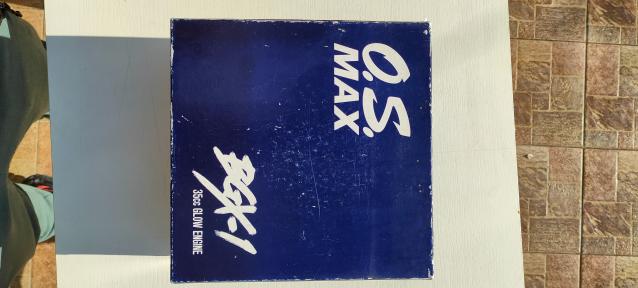 O.S.
MAX
BGX-1
35cc GLOW ENGINE